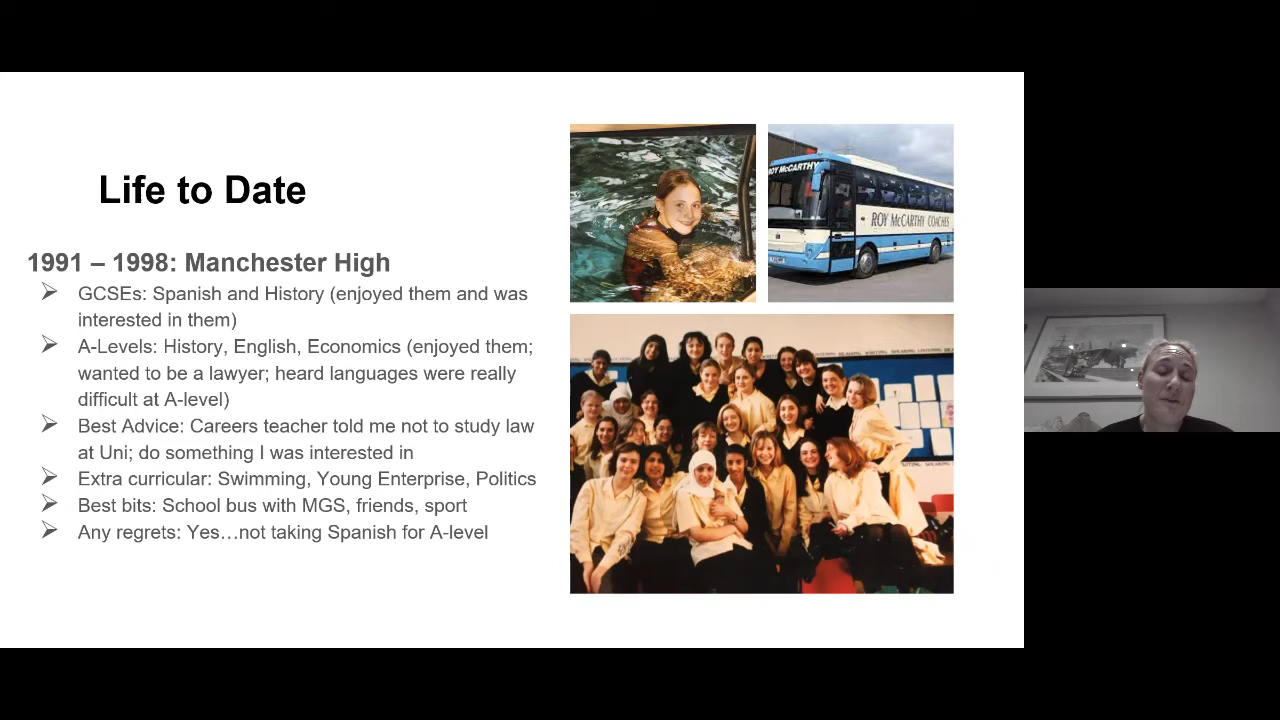 Life to Date
1991 – 1998: Manchester High
➢ GCSEs: Spanish and History (enjoyed them and was
interested in them)
➢ A-Levels: History, English, Economics (enjoyed them;
wanted to be a lawyer; heard languages were really
difficult at A-level)
➢ Best Advice: Careers teacher told me not to study law
at Uni; do something I was interested in
➢ Extra curricular: Swimming, Young Enterprise, Politics
➢ Best bits: School bus with MGS, friends, sport
➢ Any regrets: Yes…not taking Spanish for A-level
ROY McCARTHY
ROY McCARTHY COACHES
WRITING SPEAKING LISTENING READING